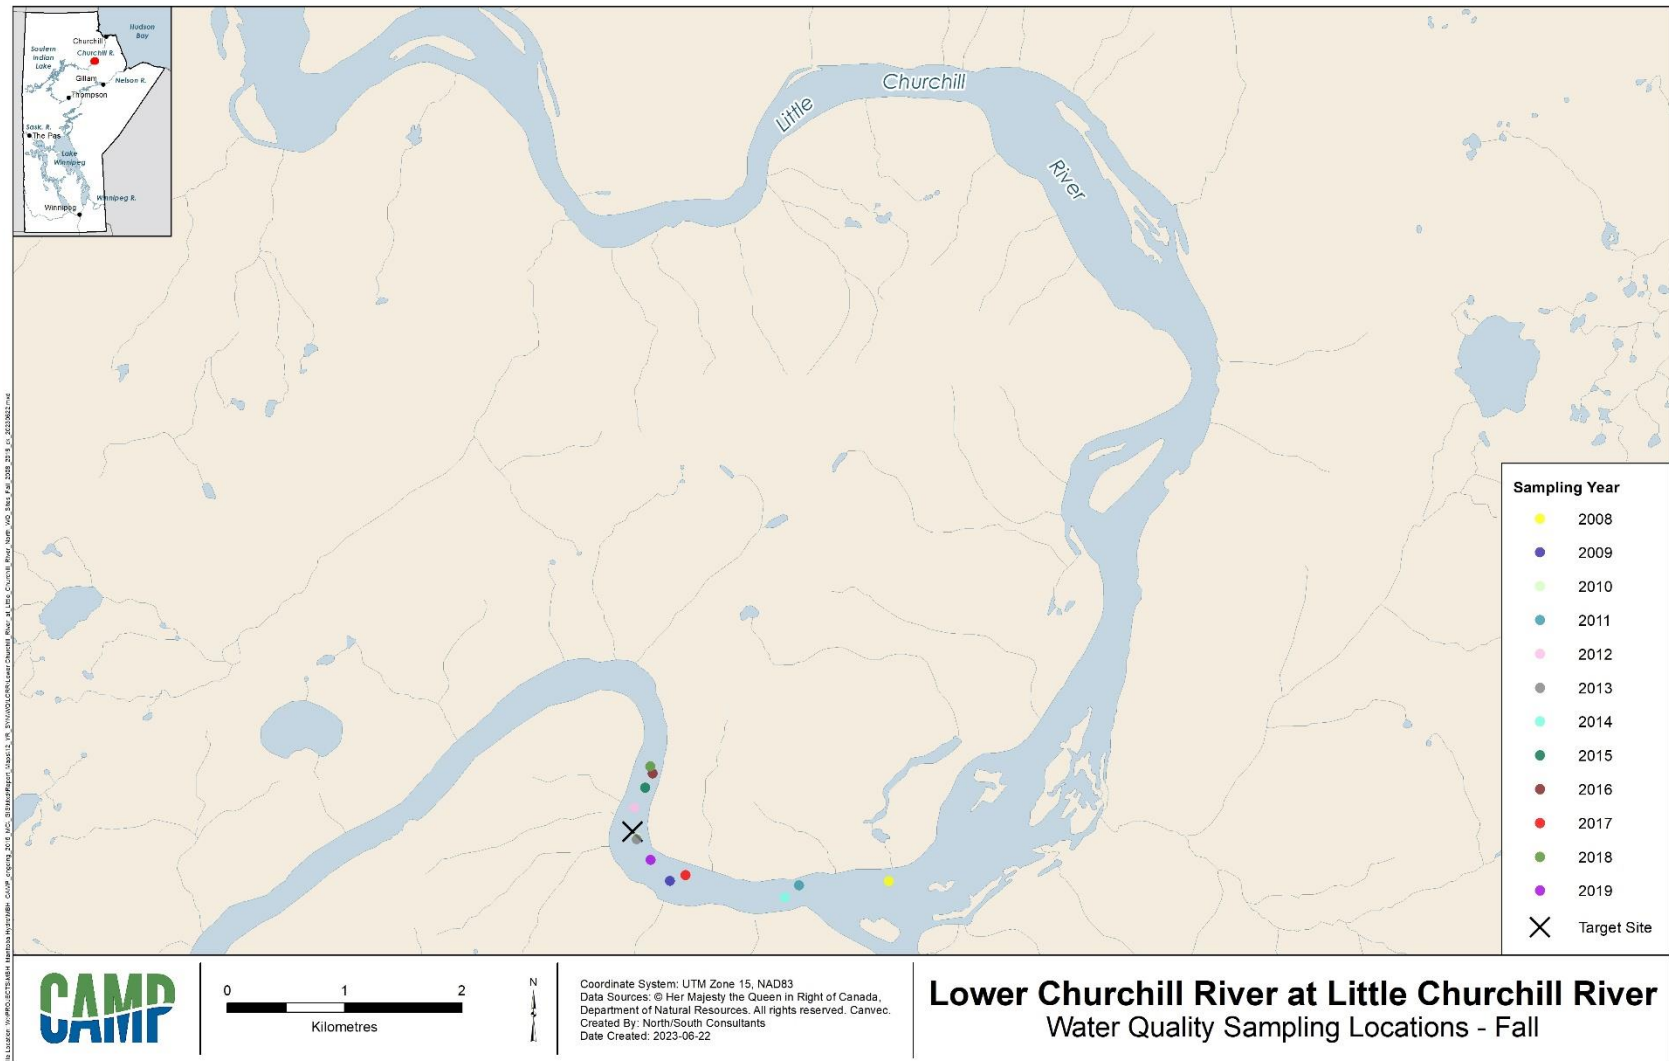 Hudson
Bay
Churchill
Churchill R.
Southern
Indian
Lake
Gillam
Nelson R.
Thompson
Sask. R.
The Pas
Lake
Winnipeg
Winnipeg R.
Winnipeg
Little
Churchill
River
Sampling Year
2008
2009
2010
2011
2012
2013
2014
2015
2016
2017
2018
2019
Target Site
CAMP
0 1 2
Kilometres
N
Coordinate System: UTM Zone 15, NAD83
Data Sources: © Her Majesty the Queen in Right of Canada,
Department of Natural Resources. All rights reserved. Canvec.
Created By: North/South Consultants
Date Created: 2023-06-22
Lower Churchill River at Little Churchill River
Water Quality Sampling Locations - Fall